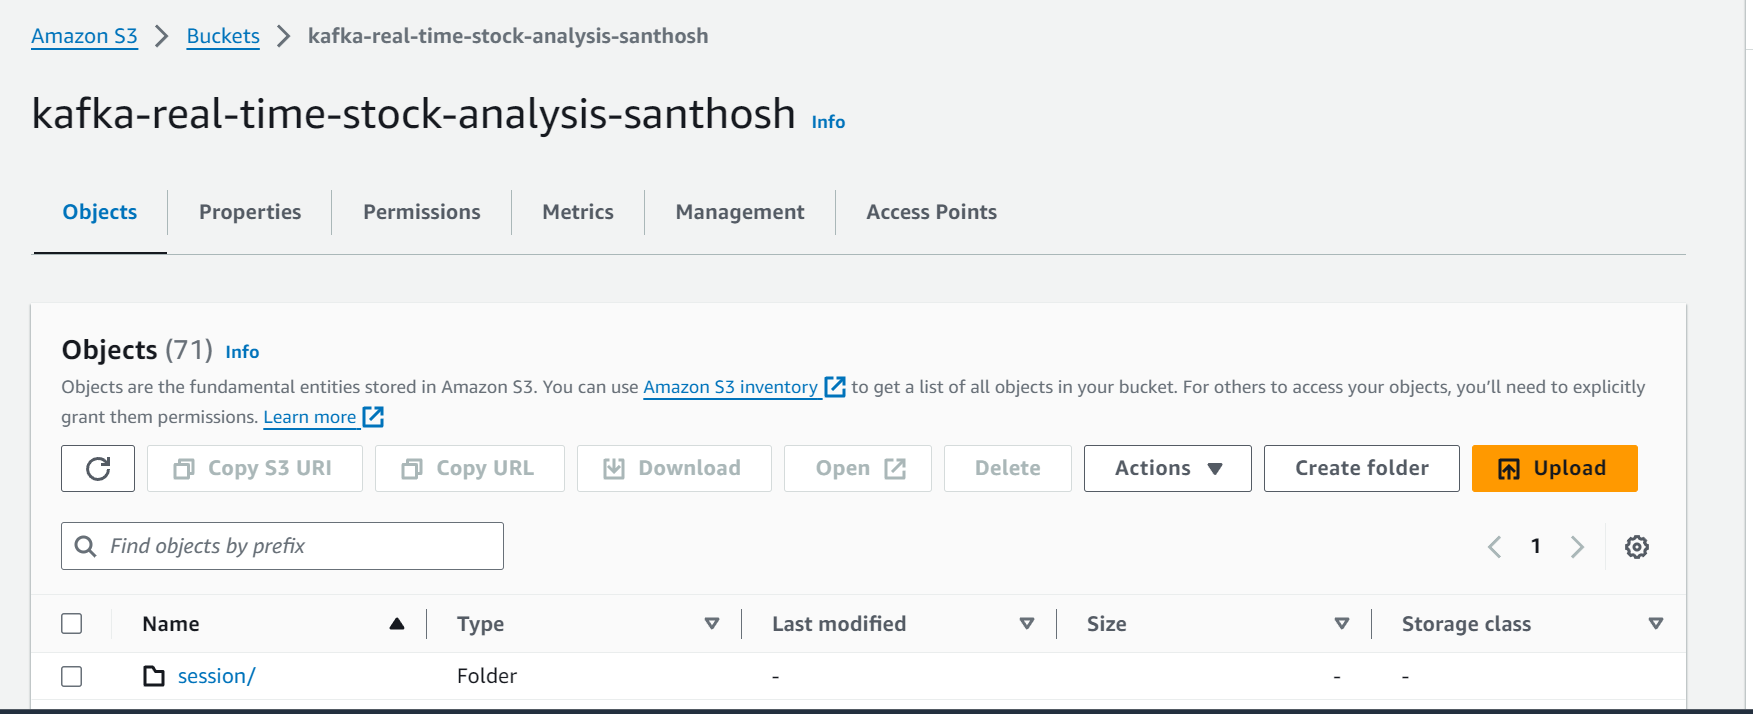 Amazon S3 > Buckets > kafka-real-time-stock-analysis-santhosh
kafka-real-time-stock-analysis-santhosh Info
Objects Properties Permissions Metrics Management Access Points
Objects (71) Info
Objects are the fundamental entities stored in Amazon S3. You can use Amazon S3 inventory to get a list of all objects in your bucket. For others to access your objects, you’ll need to explicitly
grant them permissions. Learn more
Copy S3 URI Copy URL Download Open Delete Actions Create folder Upload
Find objects by prefix 1
Name Type Last modified Size Storage class
session/ Folder - - -